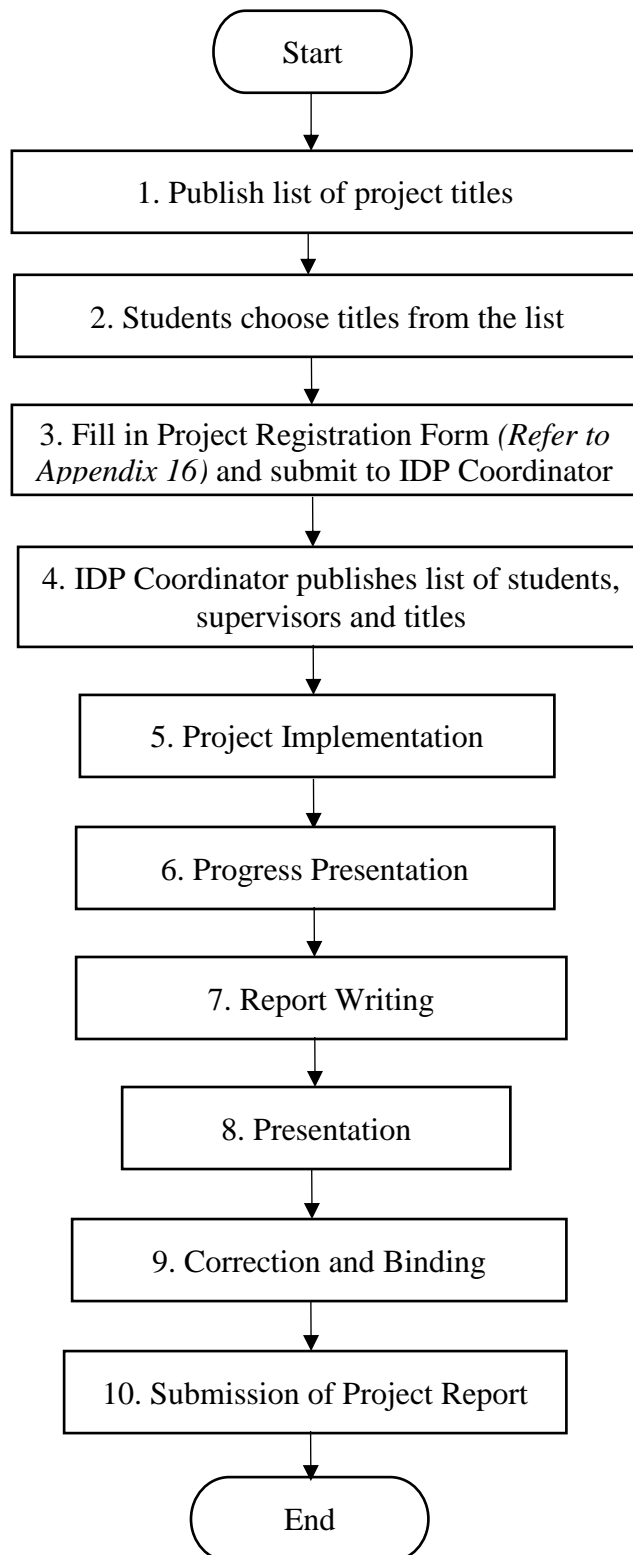 Start
1. Publish list of project titles
2. Students choose titles from the list
3. Fill in Project Registration Form (Refer to
Appendix 16) and submit to IDP Coordinator
4. IDP Coordinator publishes list of students,
supervisors and titles
5. Project Implementation
6. Progress Presentation
7. Report Writing
8. Presentation
9. Correction and Binding
10. Submission of Project Report
End